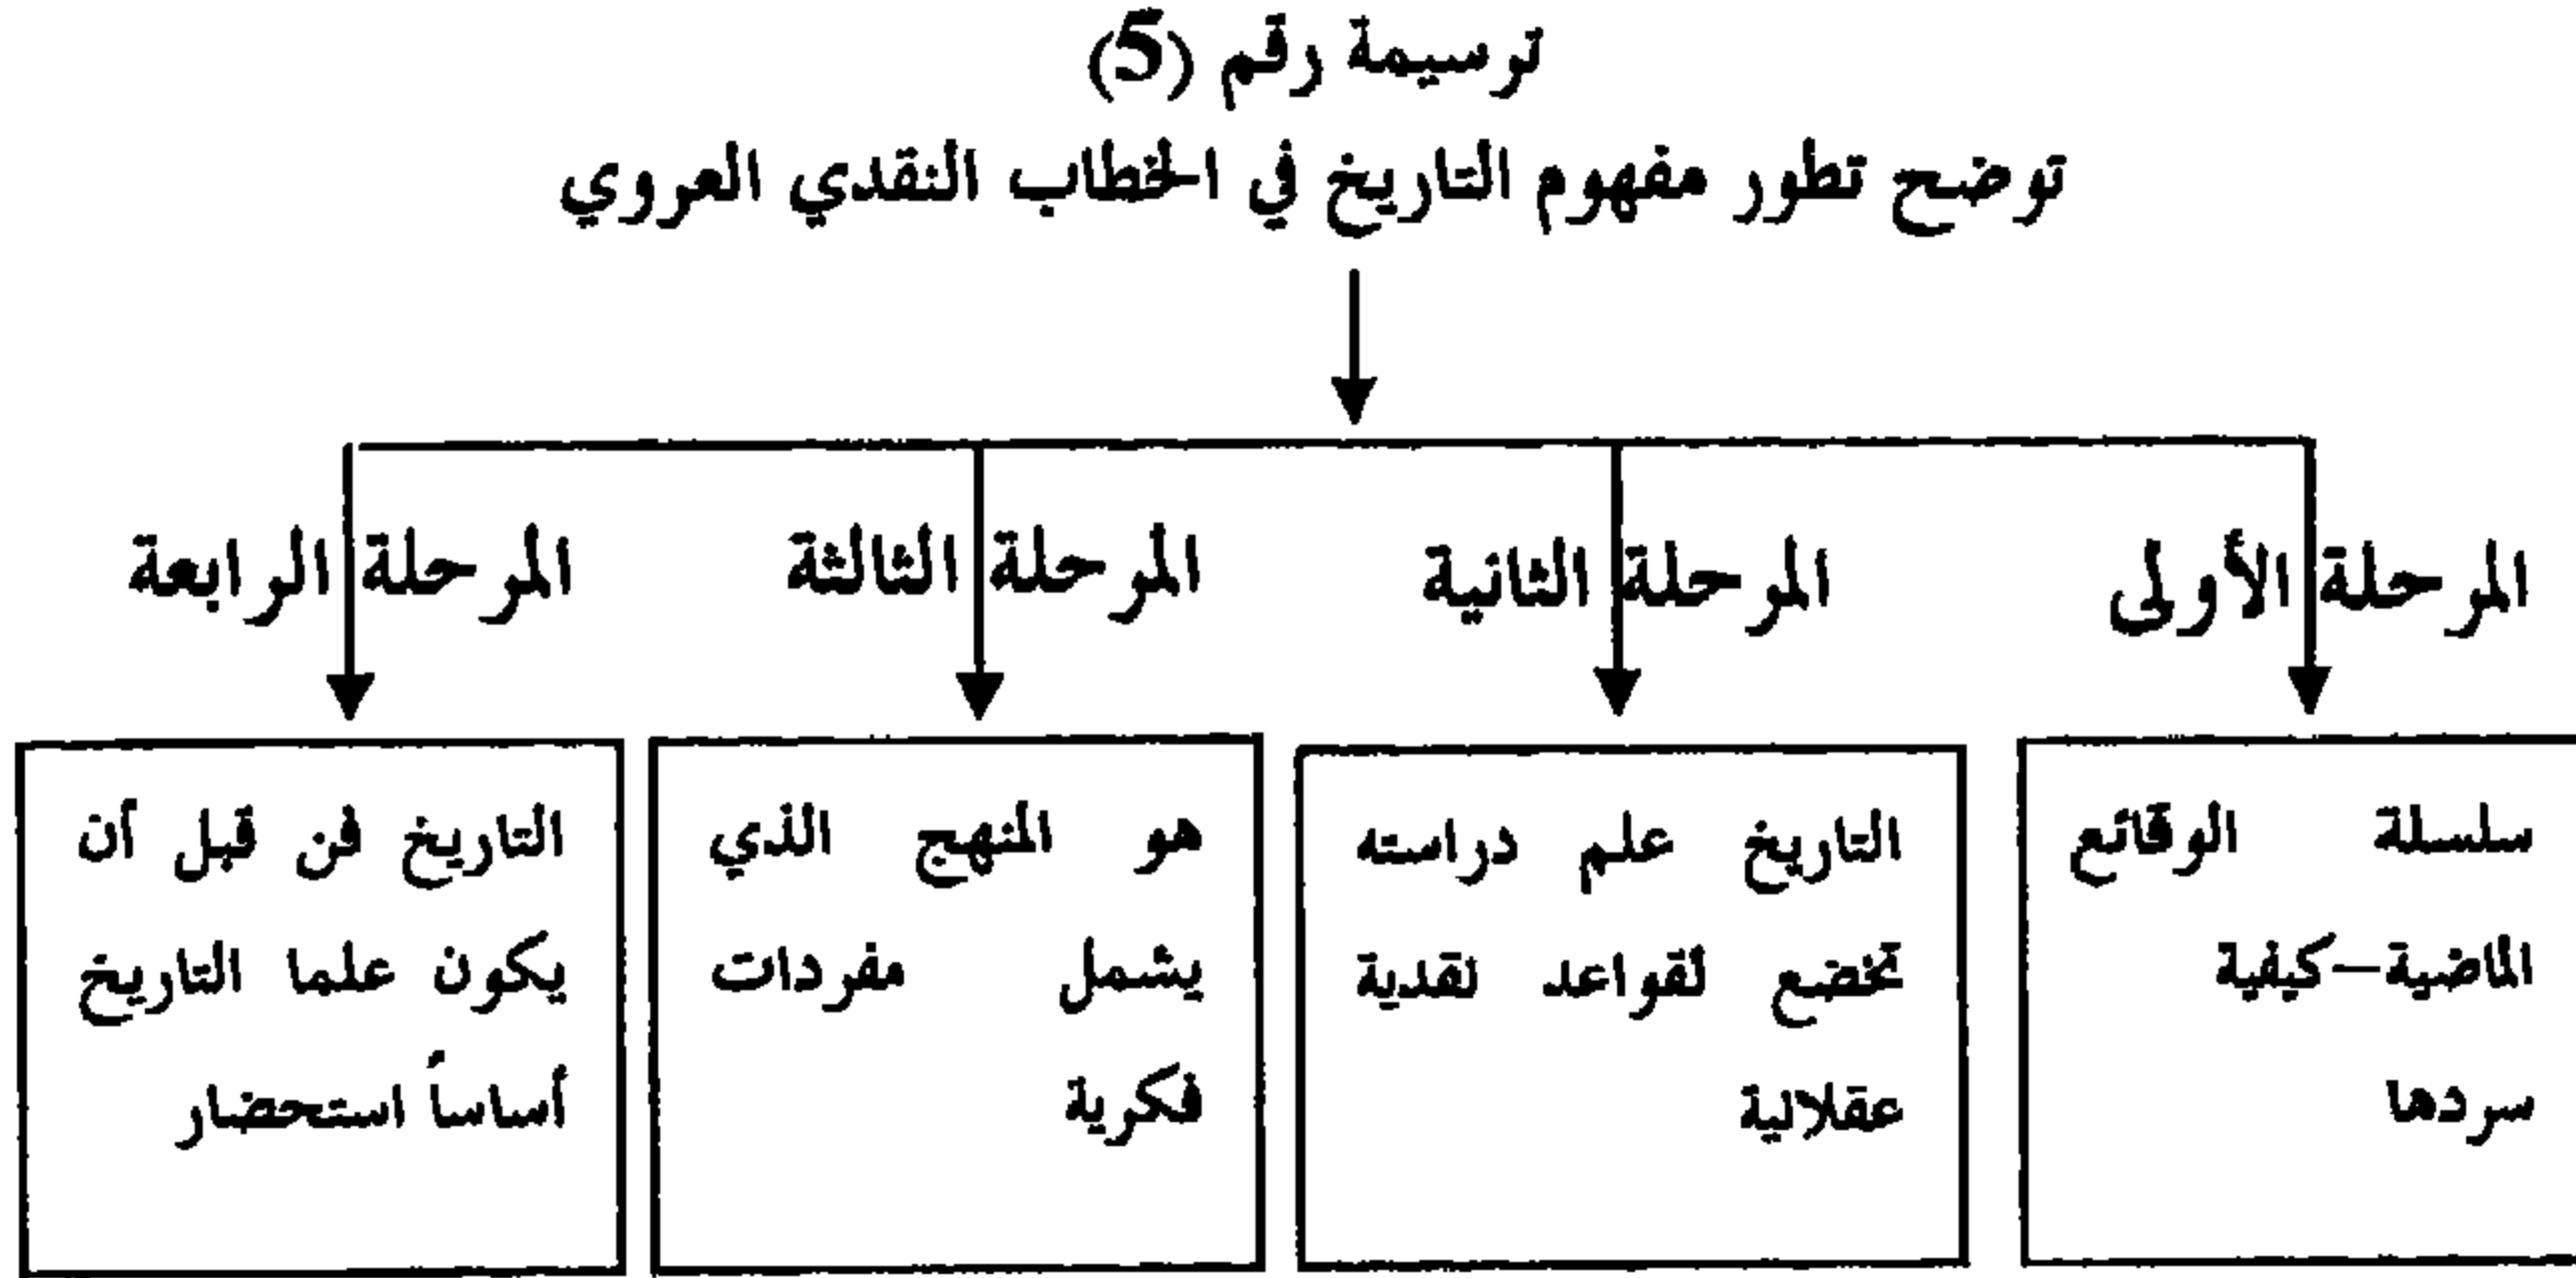 توسيمة رقم (5)
توضح تطور مفهوم التاريخ في الخطاب النقدي العروي
المرحلة الأولى
المرحلة الثانية
المرحلة الثالثة
المرحلة الرابعة
سلسلة الوقائع
الماضية–كيفية
سردها
التاريخ علم دراسته
تخضع لقواعد نقدية
عقلانية
هو المنهج الذي
يشمل مفردات
فكرية
التاريخ فن قبل أن
يكون علما التاريخ
أساساً استحضار